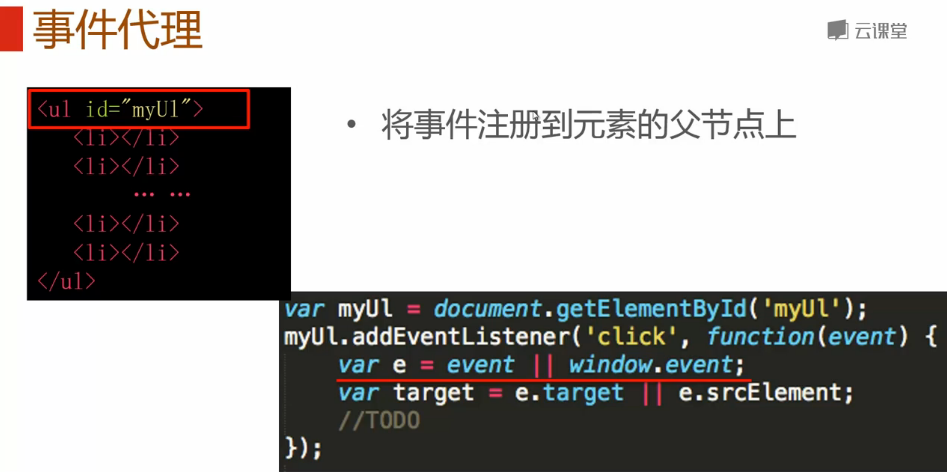 事件代理
云课堂
<ul id="myUl">
<li></li>
<li></li>
... ...
<li></li>
<li></li>
</ul>
• 将事件注册到元素的父节点上
var myUl = document.getElementById('myUl');
myUl.addEventListener('click', function(event) {
var e = event || window.event;
var target = e.target || e.srcElement;
//TODO
});